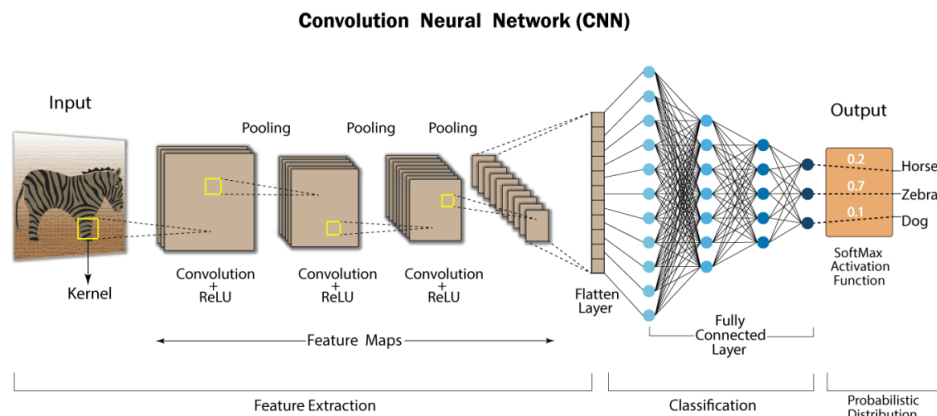 Convolution Neural Network (CNN)
Input
Kernel
Pooling
Pooling
Pooling
Convolution
+
ReLU
Convolution
+
ReLU
Convolution
+
ReLU
Feature Maps
Flatten
Layer
Fully
Connected
Layer
Output
0.2
Horse
0.7
Zebra
0.1
Dog
SoftMax
Activation
Function
Feature Extraction
Classification
Probabilistic
Distribution